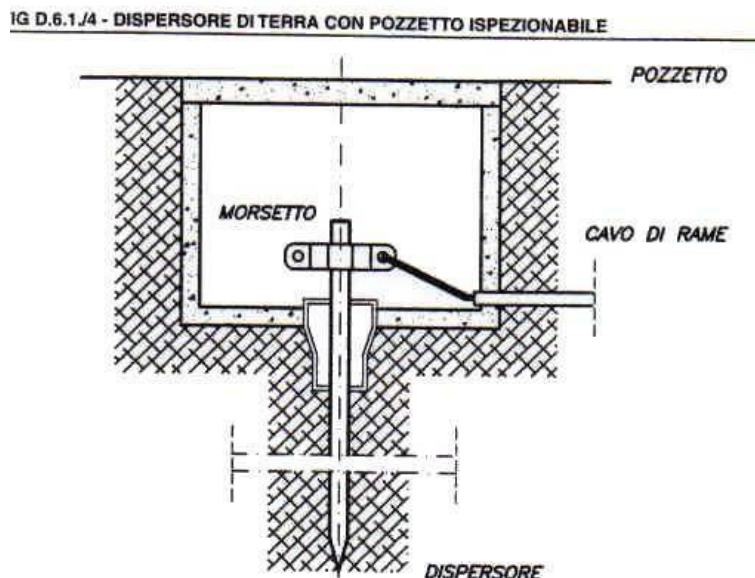 IG D.6.1./4 - DISPERSORE DI TERRA CON POZZETTO ISPEZIONABILE
POZZETTO
MORSETTO
CAVO DI RAME
DISPERSORE